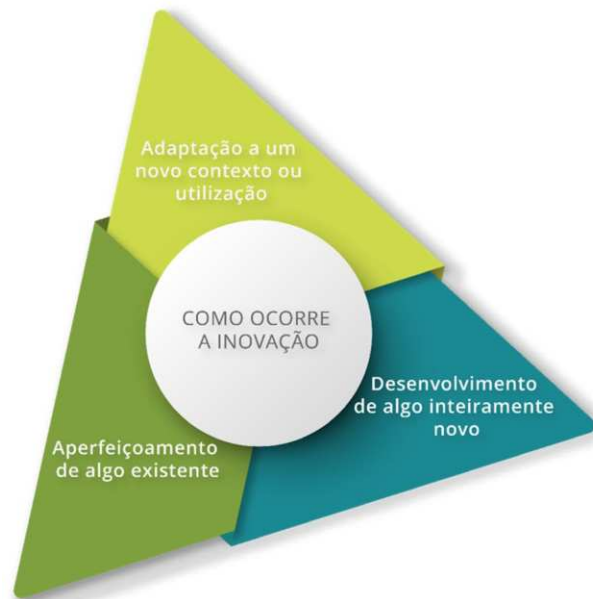 Adaptação a um
novo contexto ou
utilização
COMO OCORRE
A INOVAÇÃO
Desenvolvimento
de algo inteiramente
novo
Aperfeiçoamento
de algo existente